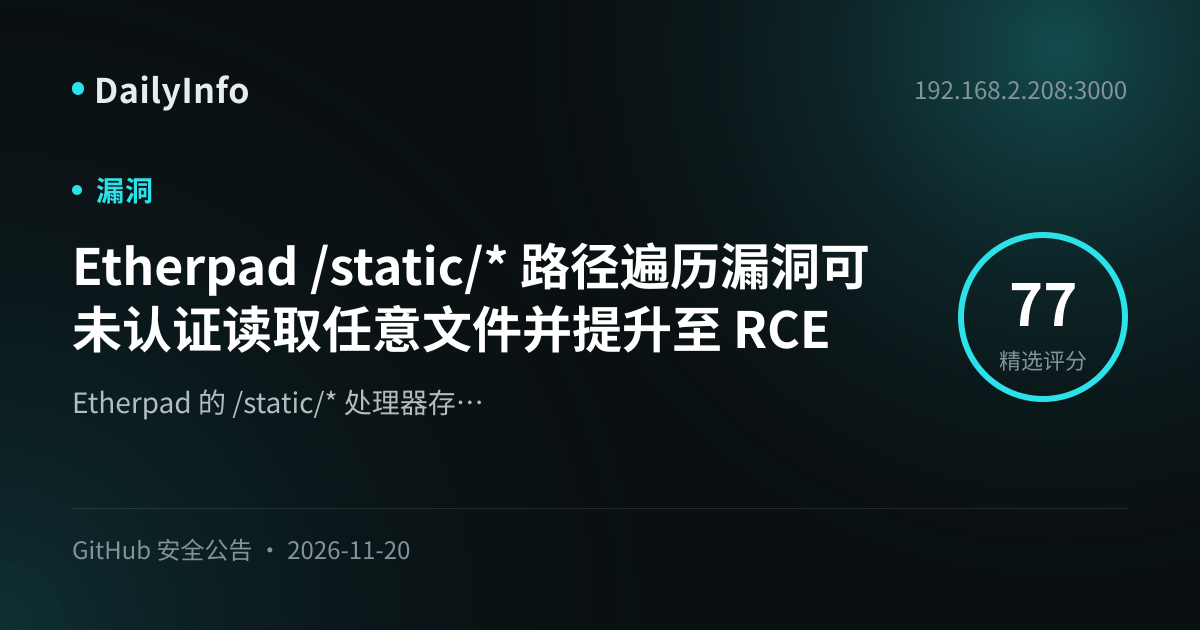 DailyInfo
192.168.2.208:3000
漏洞
Etherpad /static/* 路径遍历漏洞可
未认证读取任意文件并提升至 RCE
77
精选评分
Etherpad 的 /static/* 处理器存…
GitHub 安全公告 · 2026-11-20